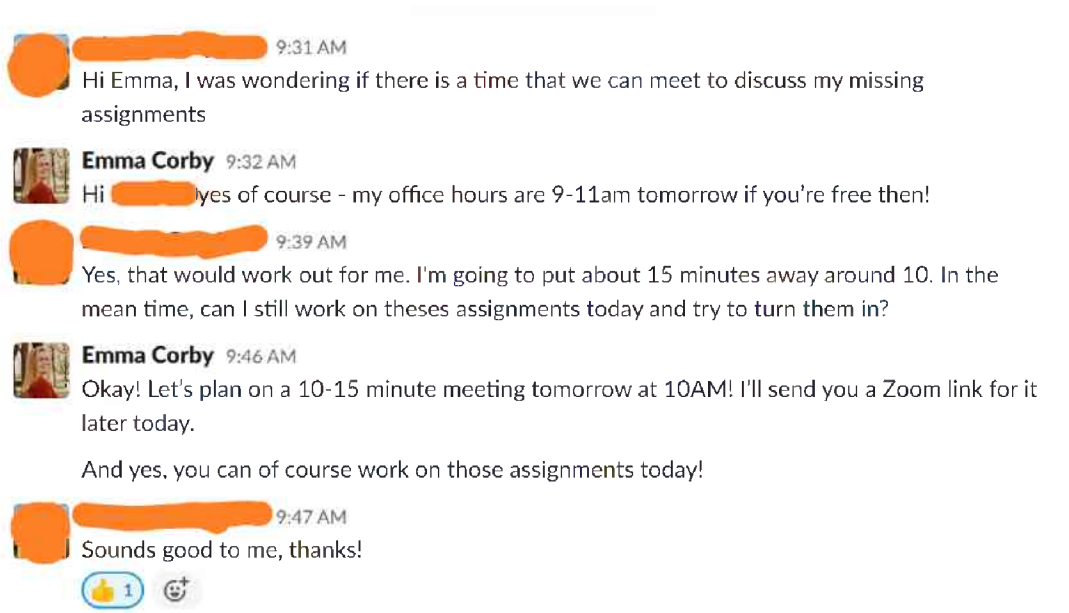 9:31 AM
Hi Emma, I was wondering if there is a time that we can meet to discuss my missing
assignments
Emma Corby 9:32 AM
Hi yes of course - my office hours are 9-11am tomorrow if you're free then!
9:39 AM
Yes, that would work out for me. I'm going to put about 15 minutes away around 10. In the
mean time, can I still work on theses assignments today and try to turn them in?
Emma Corby 9:46 AM
Okay! Let's plan on a 10-15 minute meeting tomorrow at 10AM! I'll send you a Zoom link for it
later today.
And yes, you can of course work on those assignments today!
9:47 AM
Sounds good to me, thanks!
1